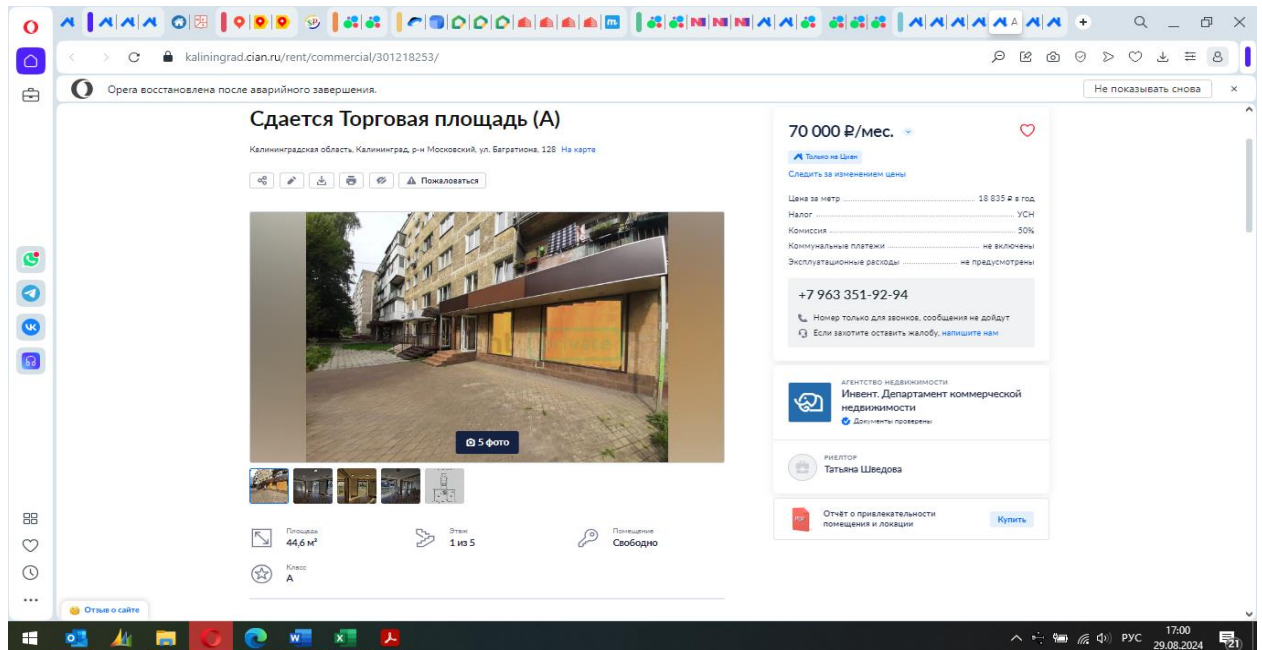 kaliningrad.cian.ru/rent/commercial/301218253/
Opera восстановлена после аварийного завершения.
Не показывать снова
Сдается Торговая площадь (А)
Калининградская область, Калининград, р-н Московский, ул. Багратиона, 128 На карте
Пожаловаться
5 фото
Площадь
44,6 м²
Этаж
1 из 5
Помещение
Свободно
Класс
A
70 000 ₽/мес.
Только на Циан
Следить за изменением цены
Цена за метр 18 835 ₽ в год
Налог УСН
Комиссия 50%
Коммунальные платежи не включены
Эксплуатационные расходы не предусмотрены
+7 963 351-92-94
Номер только для звонков, сообщения не дойдут
Если захотите оставить жалобу, напишите нам
АГЕНТСТВО НЕДВИЖИМОСТИ
Инвент. Департамент коммерческой
недвижимости
Документы проверены
РИЕЛТОР
Татьяна Шведова
PDF
Отчёт о привлекательности
помещения и локации
Купить
Отзыв о сайте
РУС
17:00
29.08.2024
21